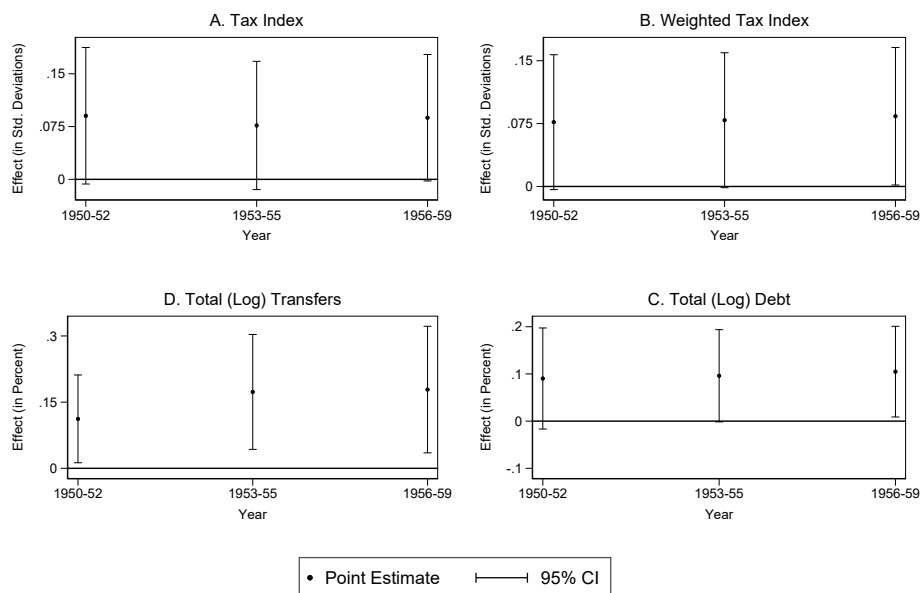 A. Tax Index
Effect (in Std. Deviations)
.15
.075
0
1950-52 1953-55 1956-59
Year
B. Weighted Tax Index
Effect (in Std. Deviations)
.15
.075
0
1950-52 1953-55 1956-59
Year
D. Total (Log) Transfers
Effect (in Percent)
.3
.15
0
1950-52 1953-55 1956-59
Year
C. Total (Log) Debt
Effect (in Percent)
.2
.1
0
-.1
1950-52 1953-55 1956-59
Year
Point Estimate 95% CI